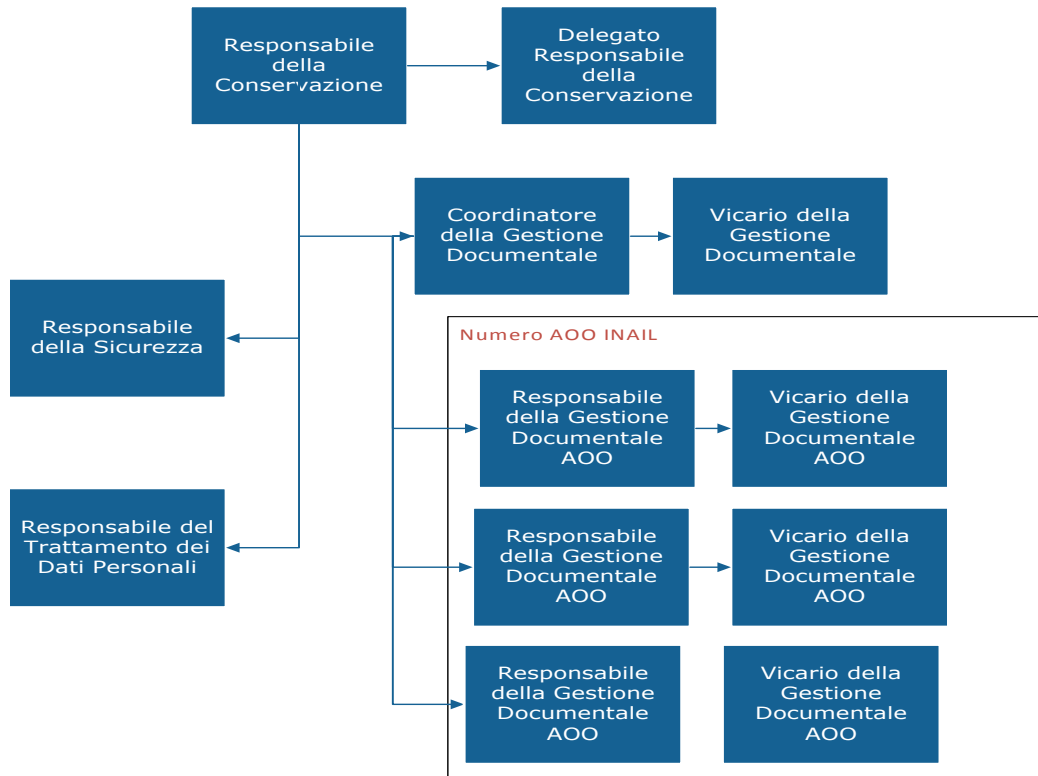 Responsabile
della
Conservazione
Delegato
Responsabile
della
Conservazione
Coordinatore
della Gestione
Documentale
Vicario della
Gestione
Documentale
Responsabile
della Sicurezza
Numero AOO INAIL
Responsabile
della Gestione
Documentale
AOO
Vicario della
Gestione
Documentale
AOO
Responsabile del
Trattamento dei
Dati Personali
Responsabile
della Gestione
Documentale
AOO
Vicario della
Gestione
Documentale
AOO
Responsabile
della Gestione
Documentale
AOO
Vicario della
Gestione
Documentale
AOO